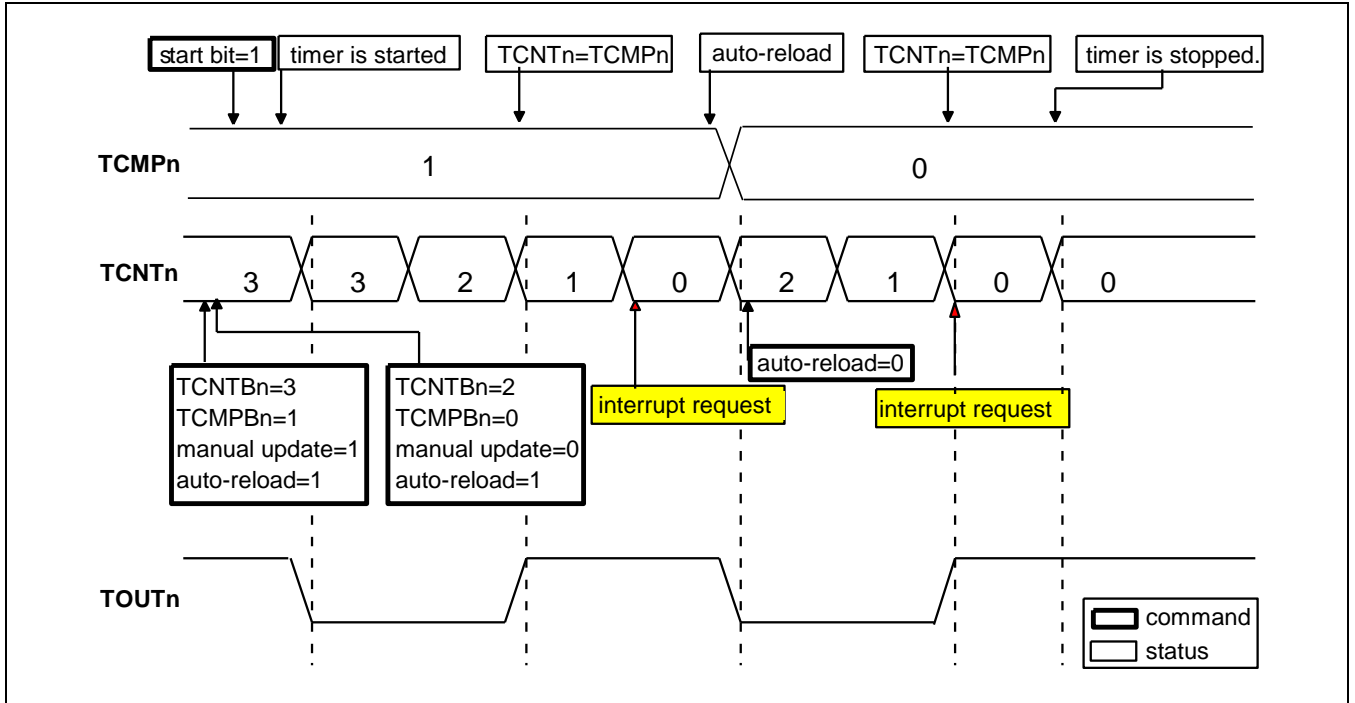 start bit=1
timer is started
TCNTn=TCMPn
auto-reload
TCNTn=TCMPn
timer is stopped.
TCMPn
1
0
TCNTn
3
3
2
1
0
2
1
0
0
auto-reload=0
TCNTBn=3
TCMPBn=1
manual update=1
auto-reload=1
TCNTBn=2
TCMPBn=0
manual update=0
auto-reload=1
interrupt request
interrupt request
TOUTn
command
status